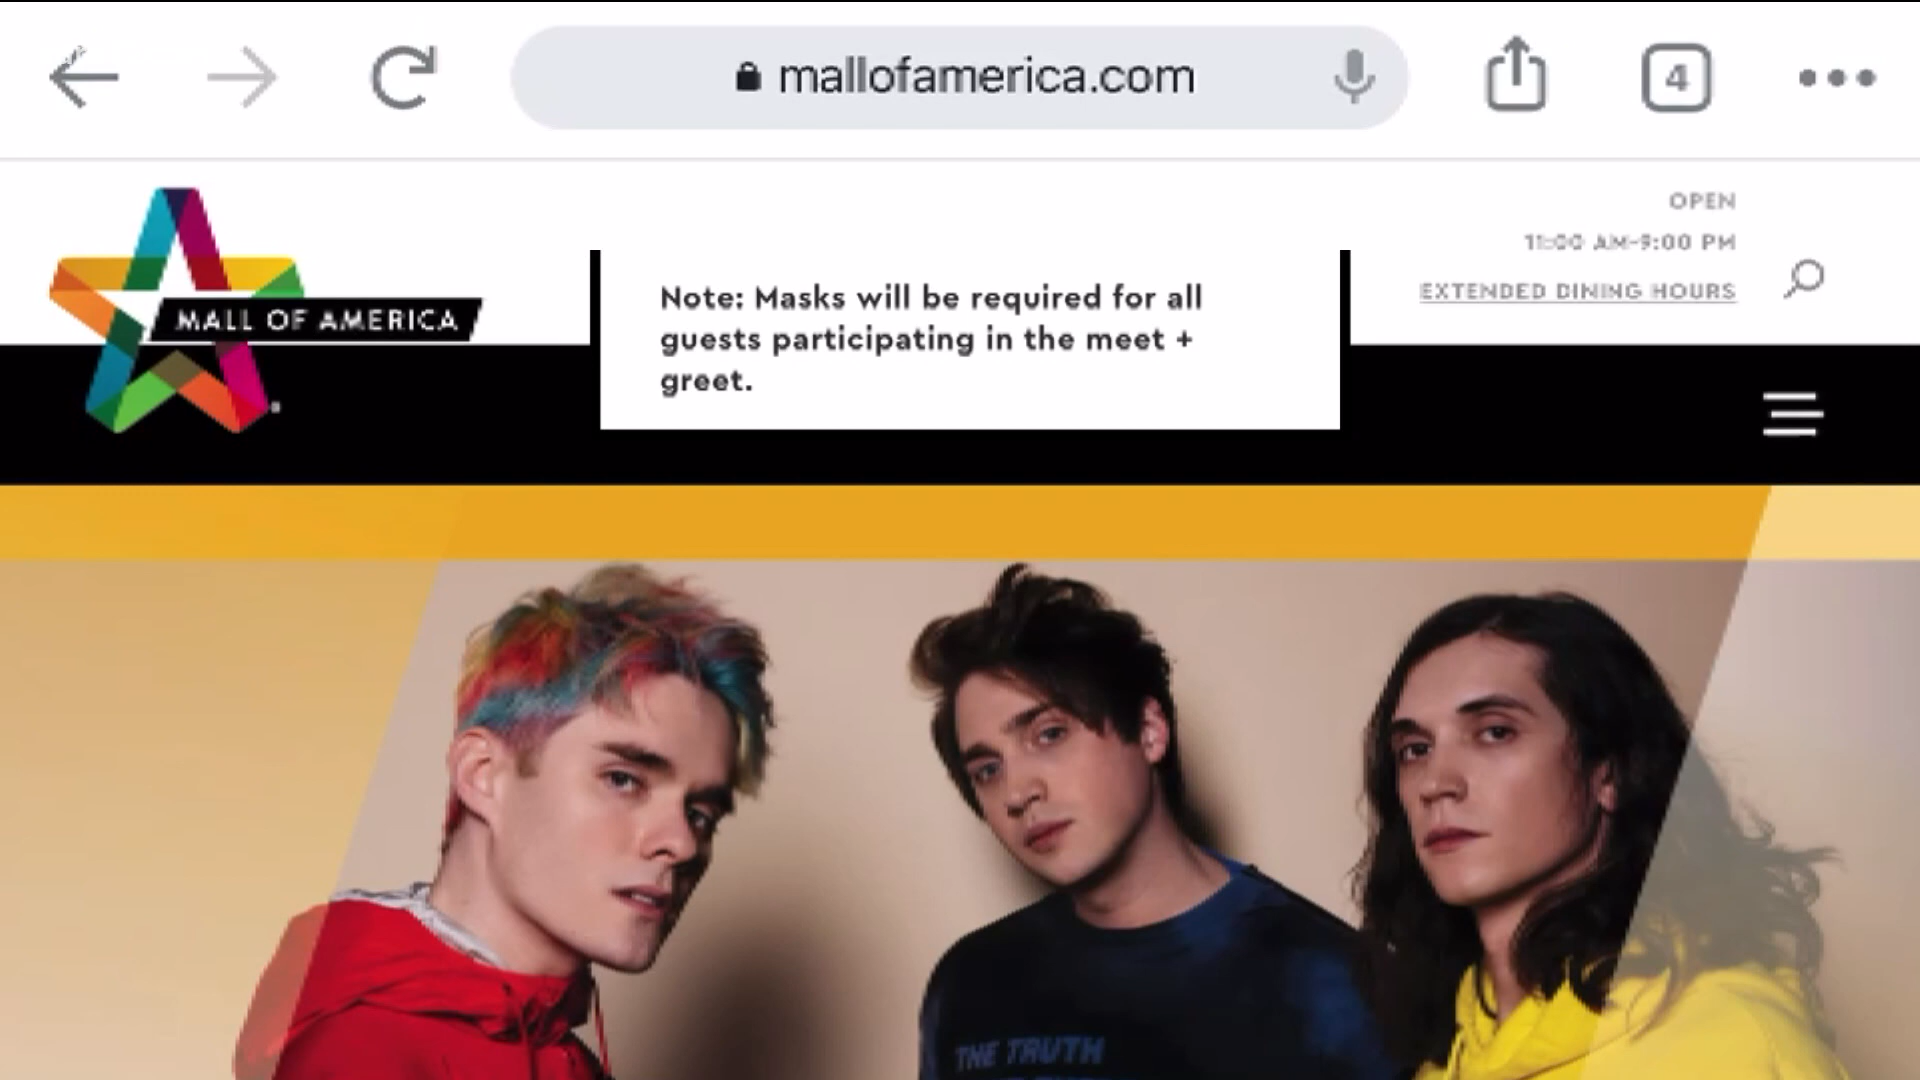 mallofamerica.com
4
OPEN
11:00 AM-9:00 PM
EXTENDED DINING HOURS
MALL OF AMERICA
Note: Masks will be required for all
guests participating in the meet +
greet.
THE TRUTH